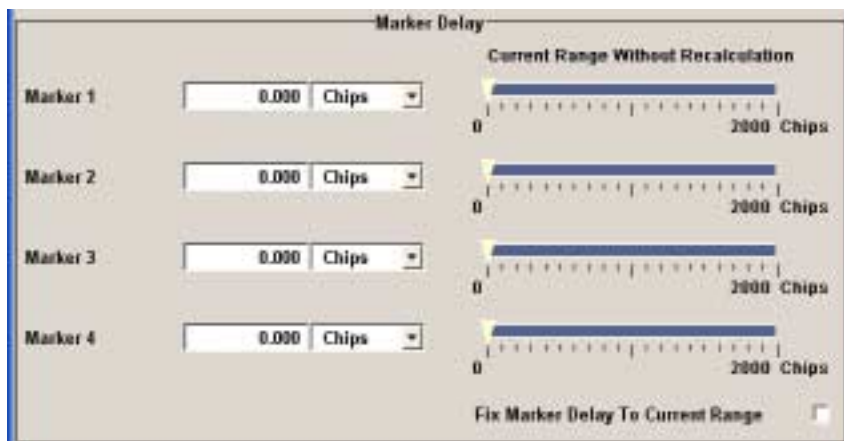 Marker Delay
Current Range Without Recalculation
Marker 1 0.000 Chips
0 2000 Chips
Marker 2 0.000 Chips
0 2000 Chips
Marker 3 0.000 Chips
0 2000 Chips
Marker 4 0.000 Chips
0 2000 Chips
Fix Marker Delay To Current Range